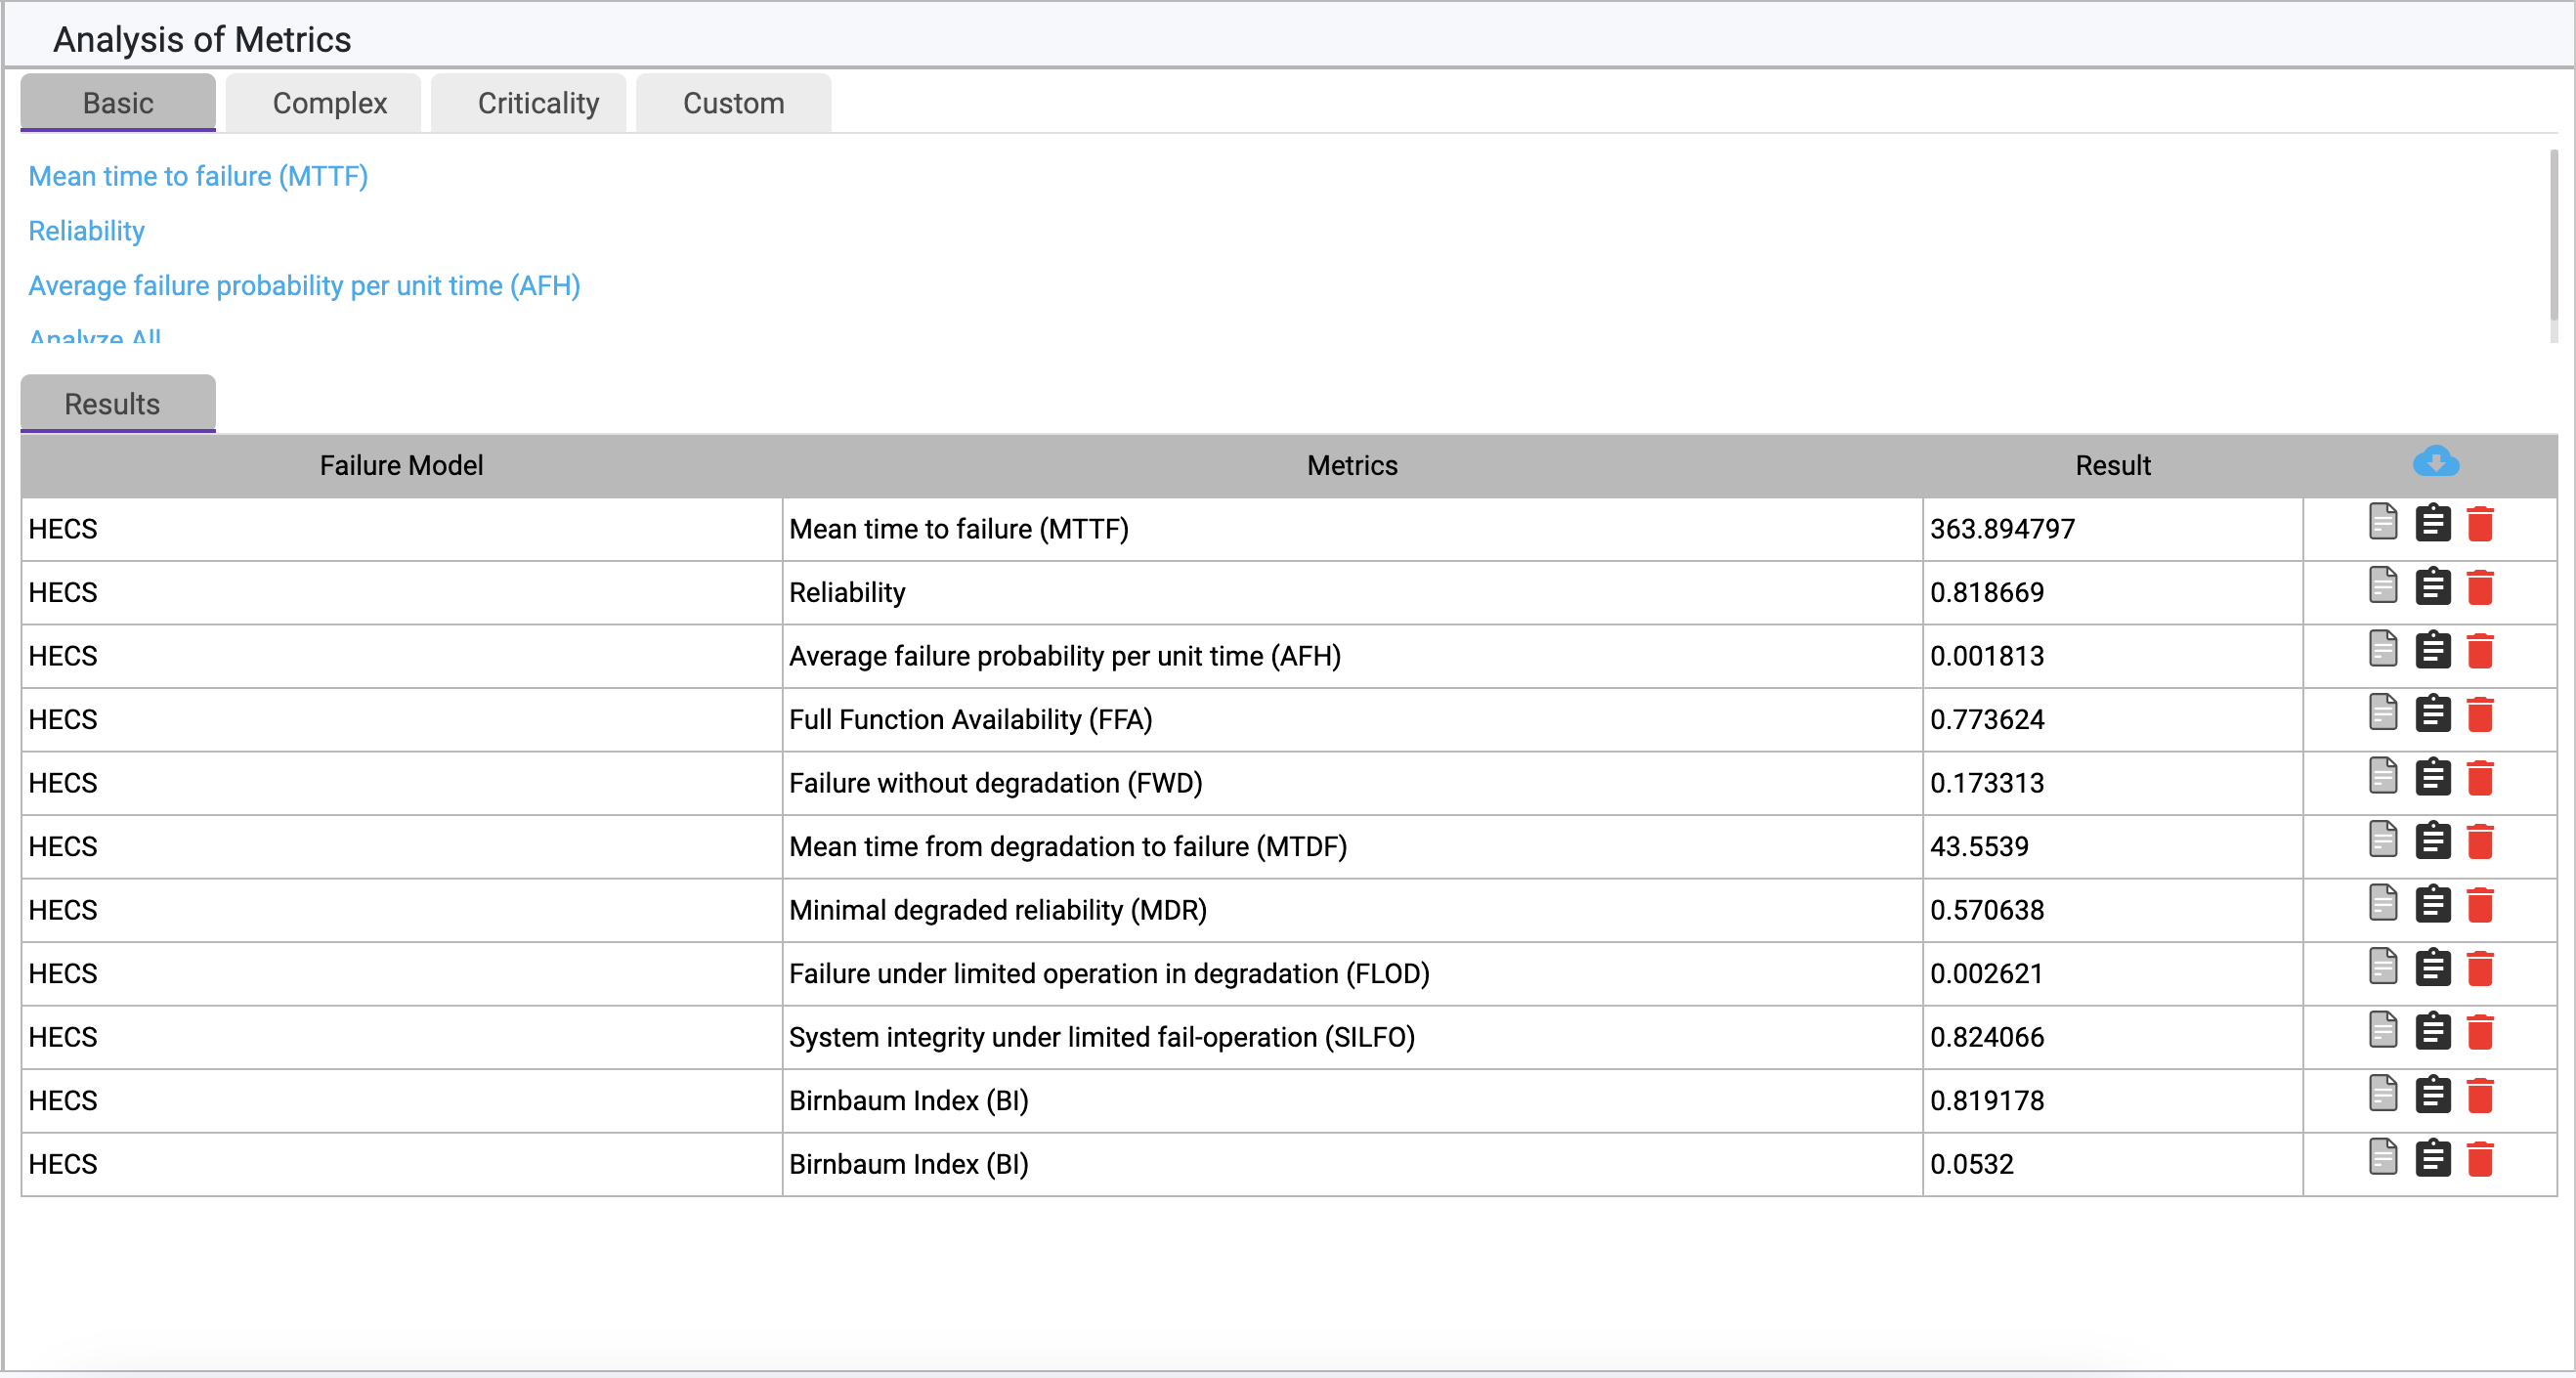 Analysis of Metrics
Basic Complex Criticality Custom
Mean time to failure (MTTF)
Reliability
Average failure probability per unit time (AFH)
Analyze All
Results
Failure Model Metrics Result
HECS Mean time to failure (MTTF) 363.894797
HECS Reliability 0.818669
HECS Average failure probability per unit time (AFH) 0.001813
HECS Full Function Availability (FFA) 0.773624
HECS Failure without degradation (FWD) 0.173313
HECS Mean time from degradation to failure (MTDF) 43.5539
HECS Minimal degraded reliability (MDR) 0.570638
HECS Failure under limited operation in degradation (FLOD) 0.002621
HECS System integrity under limited fail-operation (SILFO) 0.824066
HECS Birnbaum Index (BI) 0.819178
HECS Birnbaum Index (BI) 0.0532